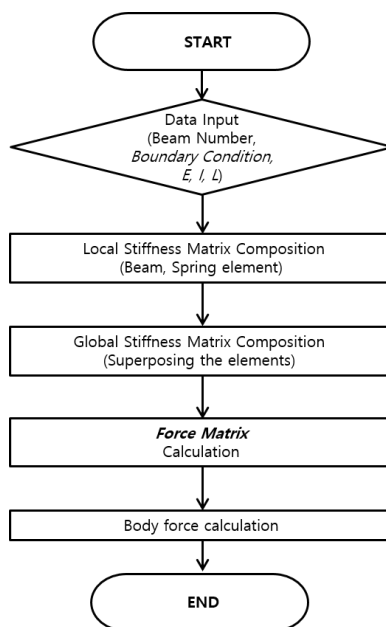 START
Data Input
(Beam Number,
Boundary Condition,
E, I, L)
Local Stiffness Matrix Composition
(Beam, Spring element)
Global Stiffness Matrix Composition
(Superposing the elements)
Force Matrix
Calculation
Body force calculation
END